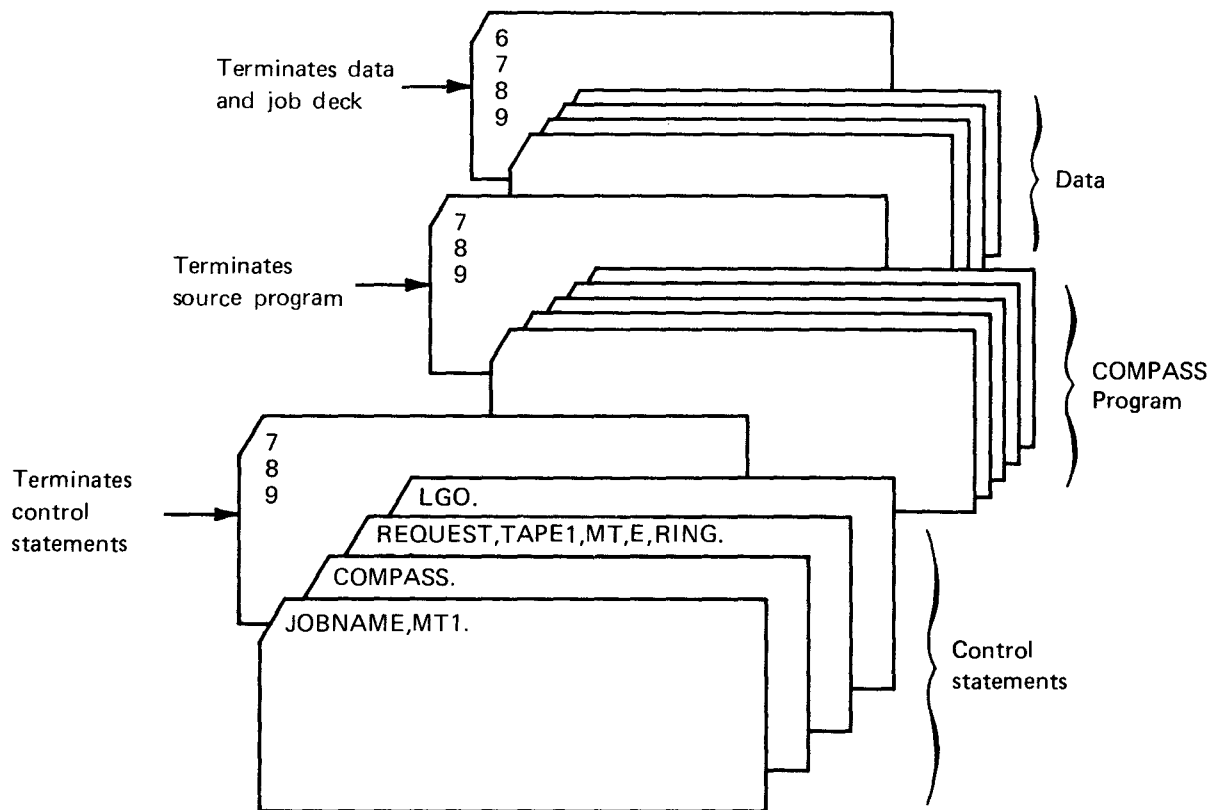 6
7
8
9
Terminates data
and job deck
Data
7
8
9
Terminates
source program
COMPASS
Program
7
8
9
Terminates
control
statements
LGO.
REQUEST,TAPE1,MT,E,RING.
COMPASS.
JOBNAME,MT1.
Control
statements